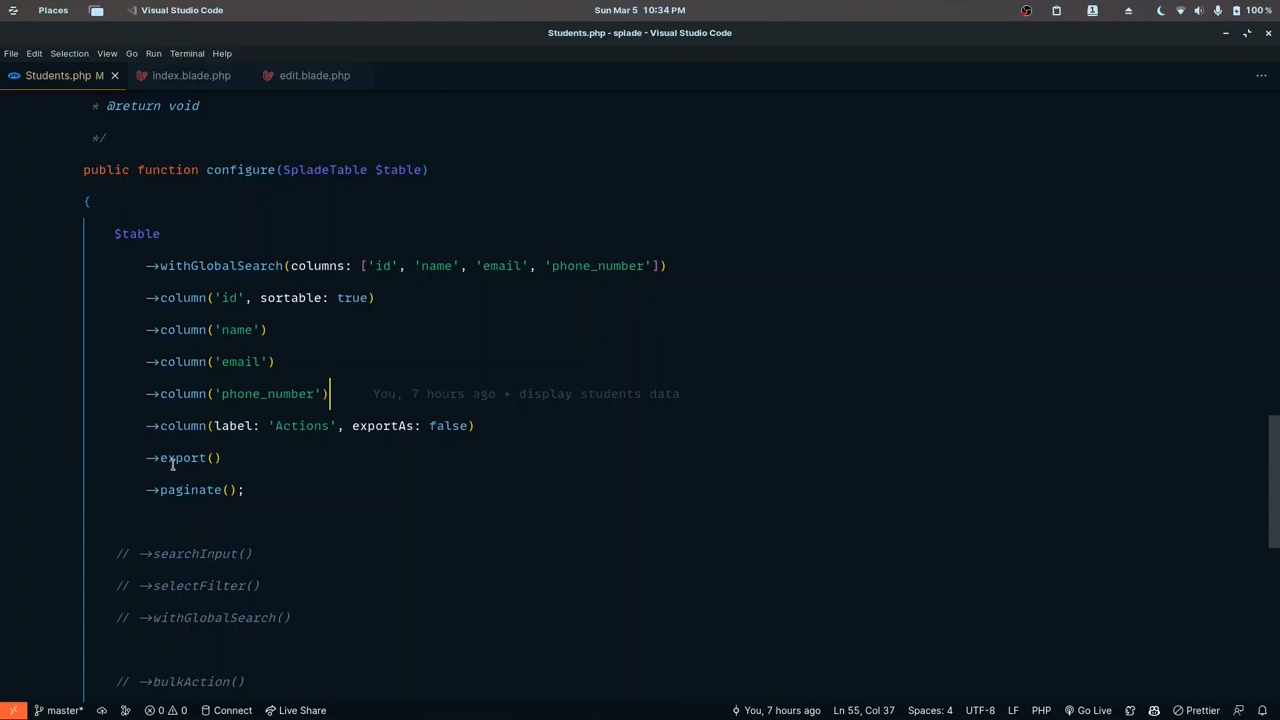 Places
Visual Studio Code
Sun Mar 5 10:34 PM
100 %
Students.php - splade - Visual Studio Code
File Edit Selection View Go Run Terminal Help
Students.php M
index.blade.php
edit.blade.php
* @return void
*/
public function configure(SpladeTable $table)
{
$table
->withGlobalSearch(columns: ['id', 'name', 'email', 'phone_number'])
->column('id', sortable: true)
->column('name')
->column('email')
->column('phone_number') You, 7 hours ago • display students data
->column(label: 'Actions', exportAs: false)
->export()
->paginate();
// ->searchInput()
// ->selectFilter()
// ->withGlobalSearch()
// ->bulkAction()
master* 0 0 Connect Live Share You, 7 hours ago Ln 55, Col 37 Spaces: 4 UTF-8 LF PHP Go Live Prettier